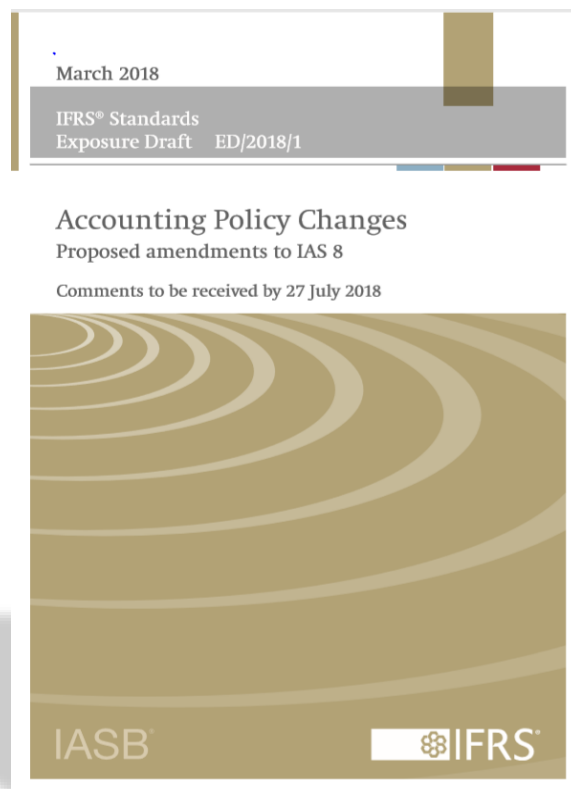 March 2018
IFRS® Standards
Exposure Draft ED/2018/1
Accounting Policy Changes
Proposed amendments to IAS 8
Comments to be received by 27 July 2018
IASB®
IFRS®